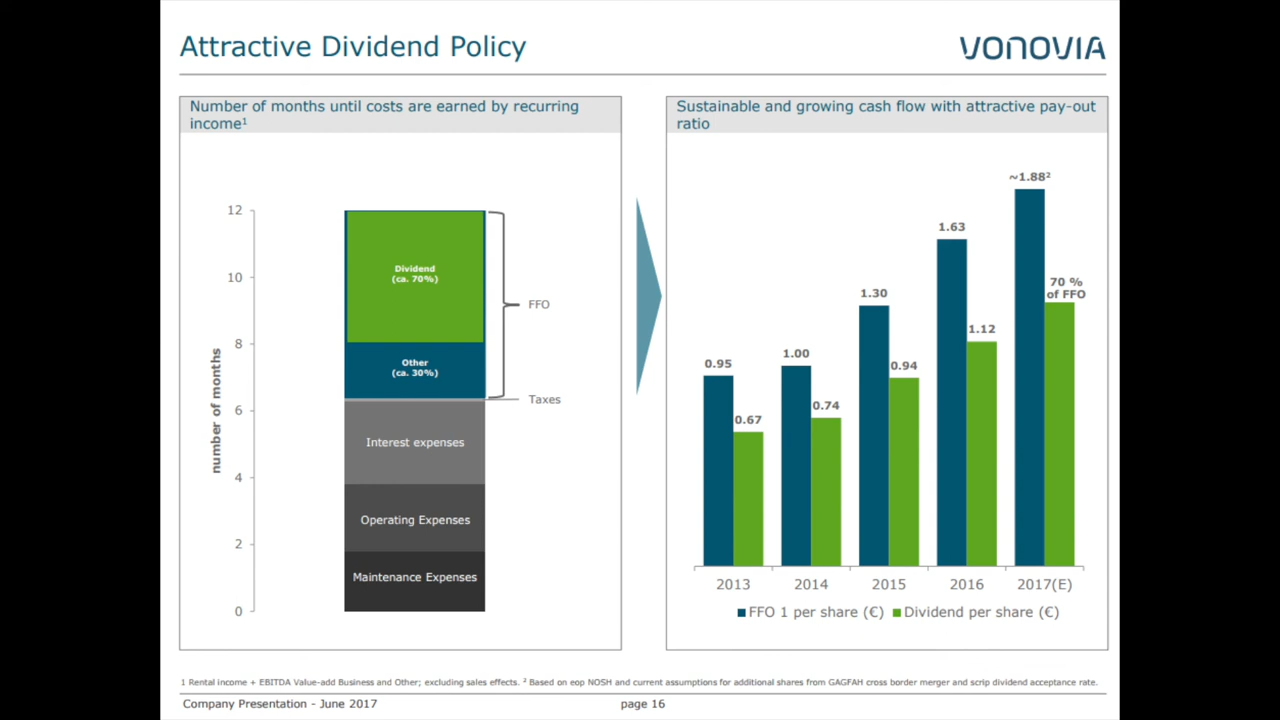 Attractive Dividend Policy
VONOVIA
Number of months until costs are earned by recurring
income¹
12
10
8
6
4
2
0
number of months
Dividend
(ca. 70%)
Other
(ca. 30%)
Interest expenses
Operating Expenses
Maintenance Expenses
FFO
Taxes
Sustainable and growing cash flow with attractive pay-out
ratio
0.95
0.67
1.00
0.74
1.30
0.94
1.63
1.12
~1.88²
70 %
of FFO
2013 2014 2015 2016 2017(E)
FFO 1 per share (€) Dividend per share (€)
1 Rental income + EBITDA Value-add Business and Other; excluding sales effects. ² Based on eop NOSH and current assumptions for additional shares from GAGFAH cross border merger and scrip dividend acceptance rate.
Company Presentation - June 2017 page 16